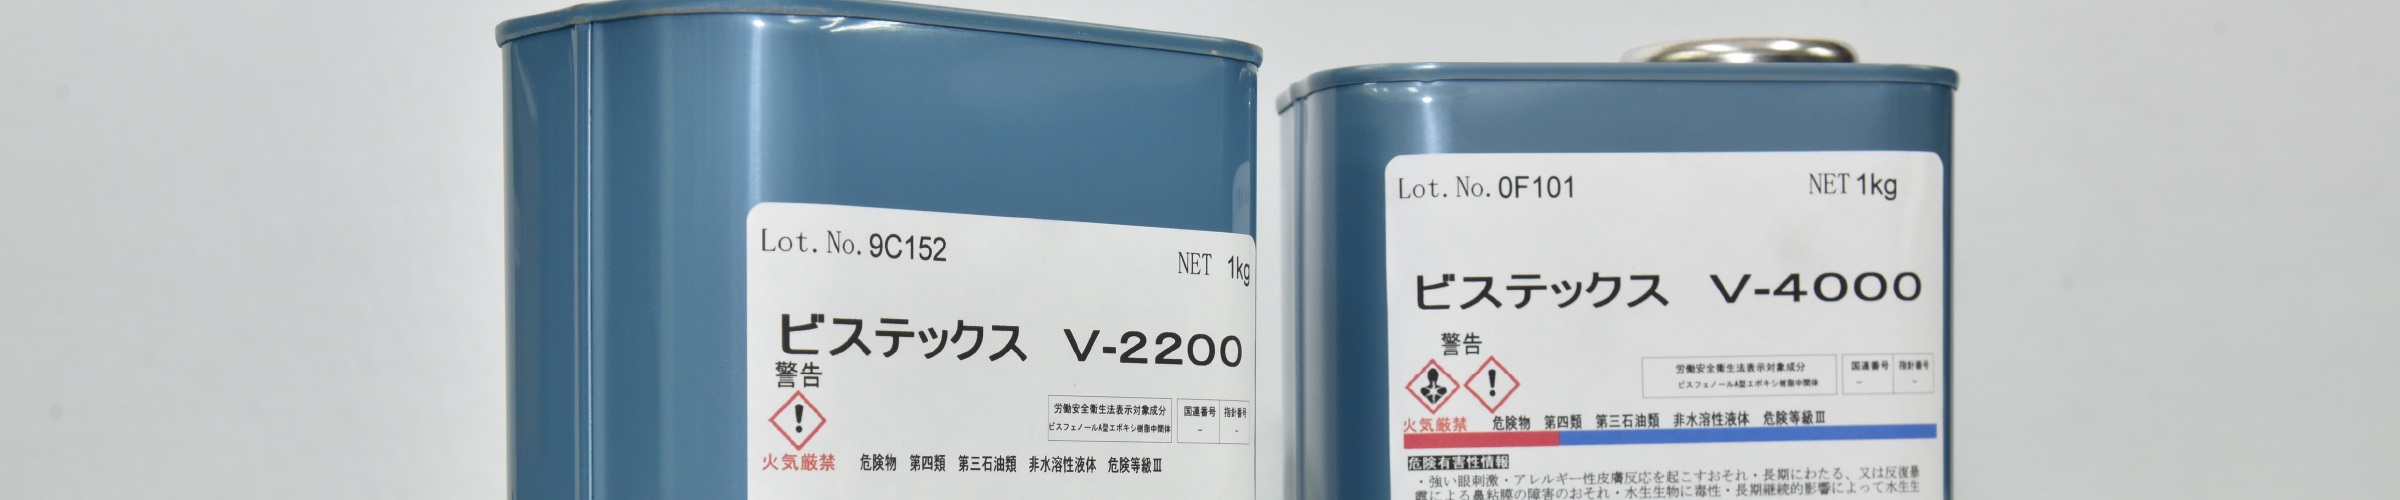 Lot. No. 9C152
NET 1kg
ビステックス V-2200
警告
労働安全衛生法表示対象成分
ビスフェノールA型エポキシ樹脂中間体
国連番号
-
指針番号
-
火気厳禁 危険物 第四類 第三石油類 非水溶性液体 危険等級Ⅲ
Lot. No. 0F101
NET 1kg
ビステックス V-4000
警告
労働安全衛生法表示対象成分
ビスフェノールA型エポキシ樹脂中間体
国連番号
-
指針番号
-
火気厳禁 危険物 第四類 第三石油類 非水溶性液体 危険等級Ⅲ
危険有害性情報
・強い眼刺激・アレルギー性皮膚反応を起こすおそれ・長期にわたる、又は反復暴
露による鼻粘膜の障害のおそれ・水生生物に毒性・長期継続的影響によって水生生